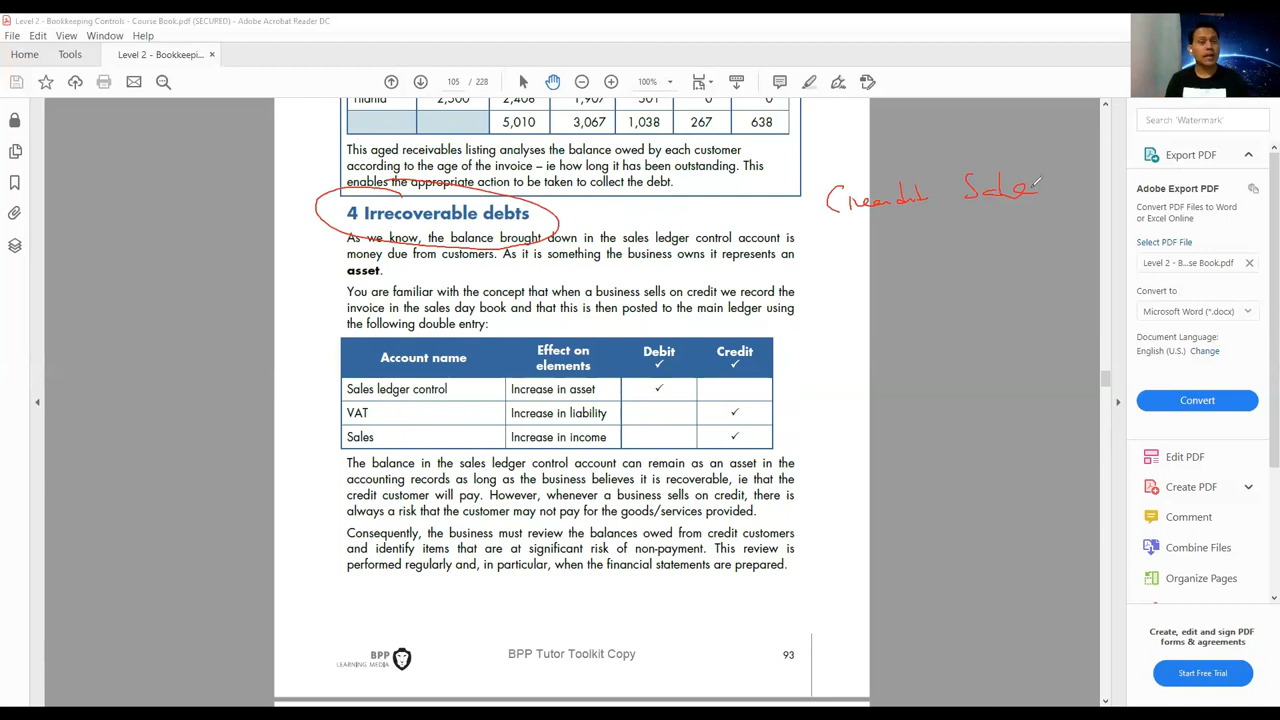 Level 2 - Bookkeeping Controls - Course Book.pdf (SECURED) - Adobe Acrobat Reader DC
File Edit View Window Help
Home Tools Level 2 - Bookkeepi... ×
105 / 228 100%
2,500 2,408 1,907 501 0 0
5,010 3,067 1,038 267 638
This aged receivables listing analyses the balance owed by each customer
according to the age of the invoice – ie how long it has been outstanding. This
enables the appropriate action to be taken to collect the debt.
4 Irrecoverable debts
As we know, the balance brought down in the sales ledger control account is
money due from customers. As it is something the business owns it represents an
asset.
You are familiar with the concept that when a business sells on credit we record the
invoice in the sales day book and that this is then posted to the main ledger using
the following double entry:
Account name Effect on elements Debit ✓ Credit ✓
Sales ledger control Increase in asset ✓
VAT Increase in liability ✓
Sales Increase in income ✓
The balance in the sales ledger control account can remain as an asset in the
accounting records as long as the business believes it is recoverable, ie that the
credit customer will pay. However, whenever a business sells on credit, there is
always a risk that the customer may not pay for the goods/services provided.
Consequently, the business must review the balances owed from credit customers
and identify items that are at significant risk of non-payment. This review is
performed regularly and, in particular, when the financial statements are prepared.
BPP
LEARNING MEDIA
BPP Tutor Toolkit Copy
93
Sale
Search 'Watermark'
Export PDF
Adobe Export PDF
Convert PDF Files to Word
or Excel Online
Select PDF File
Level 2 - B...se Book.pdf
Convert to
Microsoft Word (*.docx)
Document Language:
English (U.S.) Change
Convert
Edit PDF
Create PDF
Comment
Combine Files
Organize Pages
Create, edit and sign PDF
forms & agreements
Start Free Trial